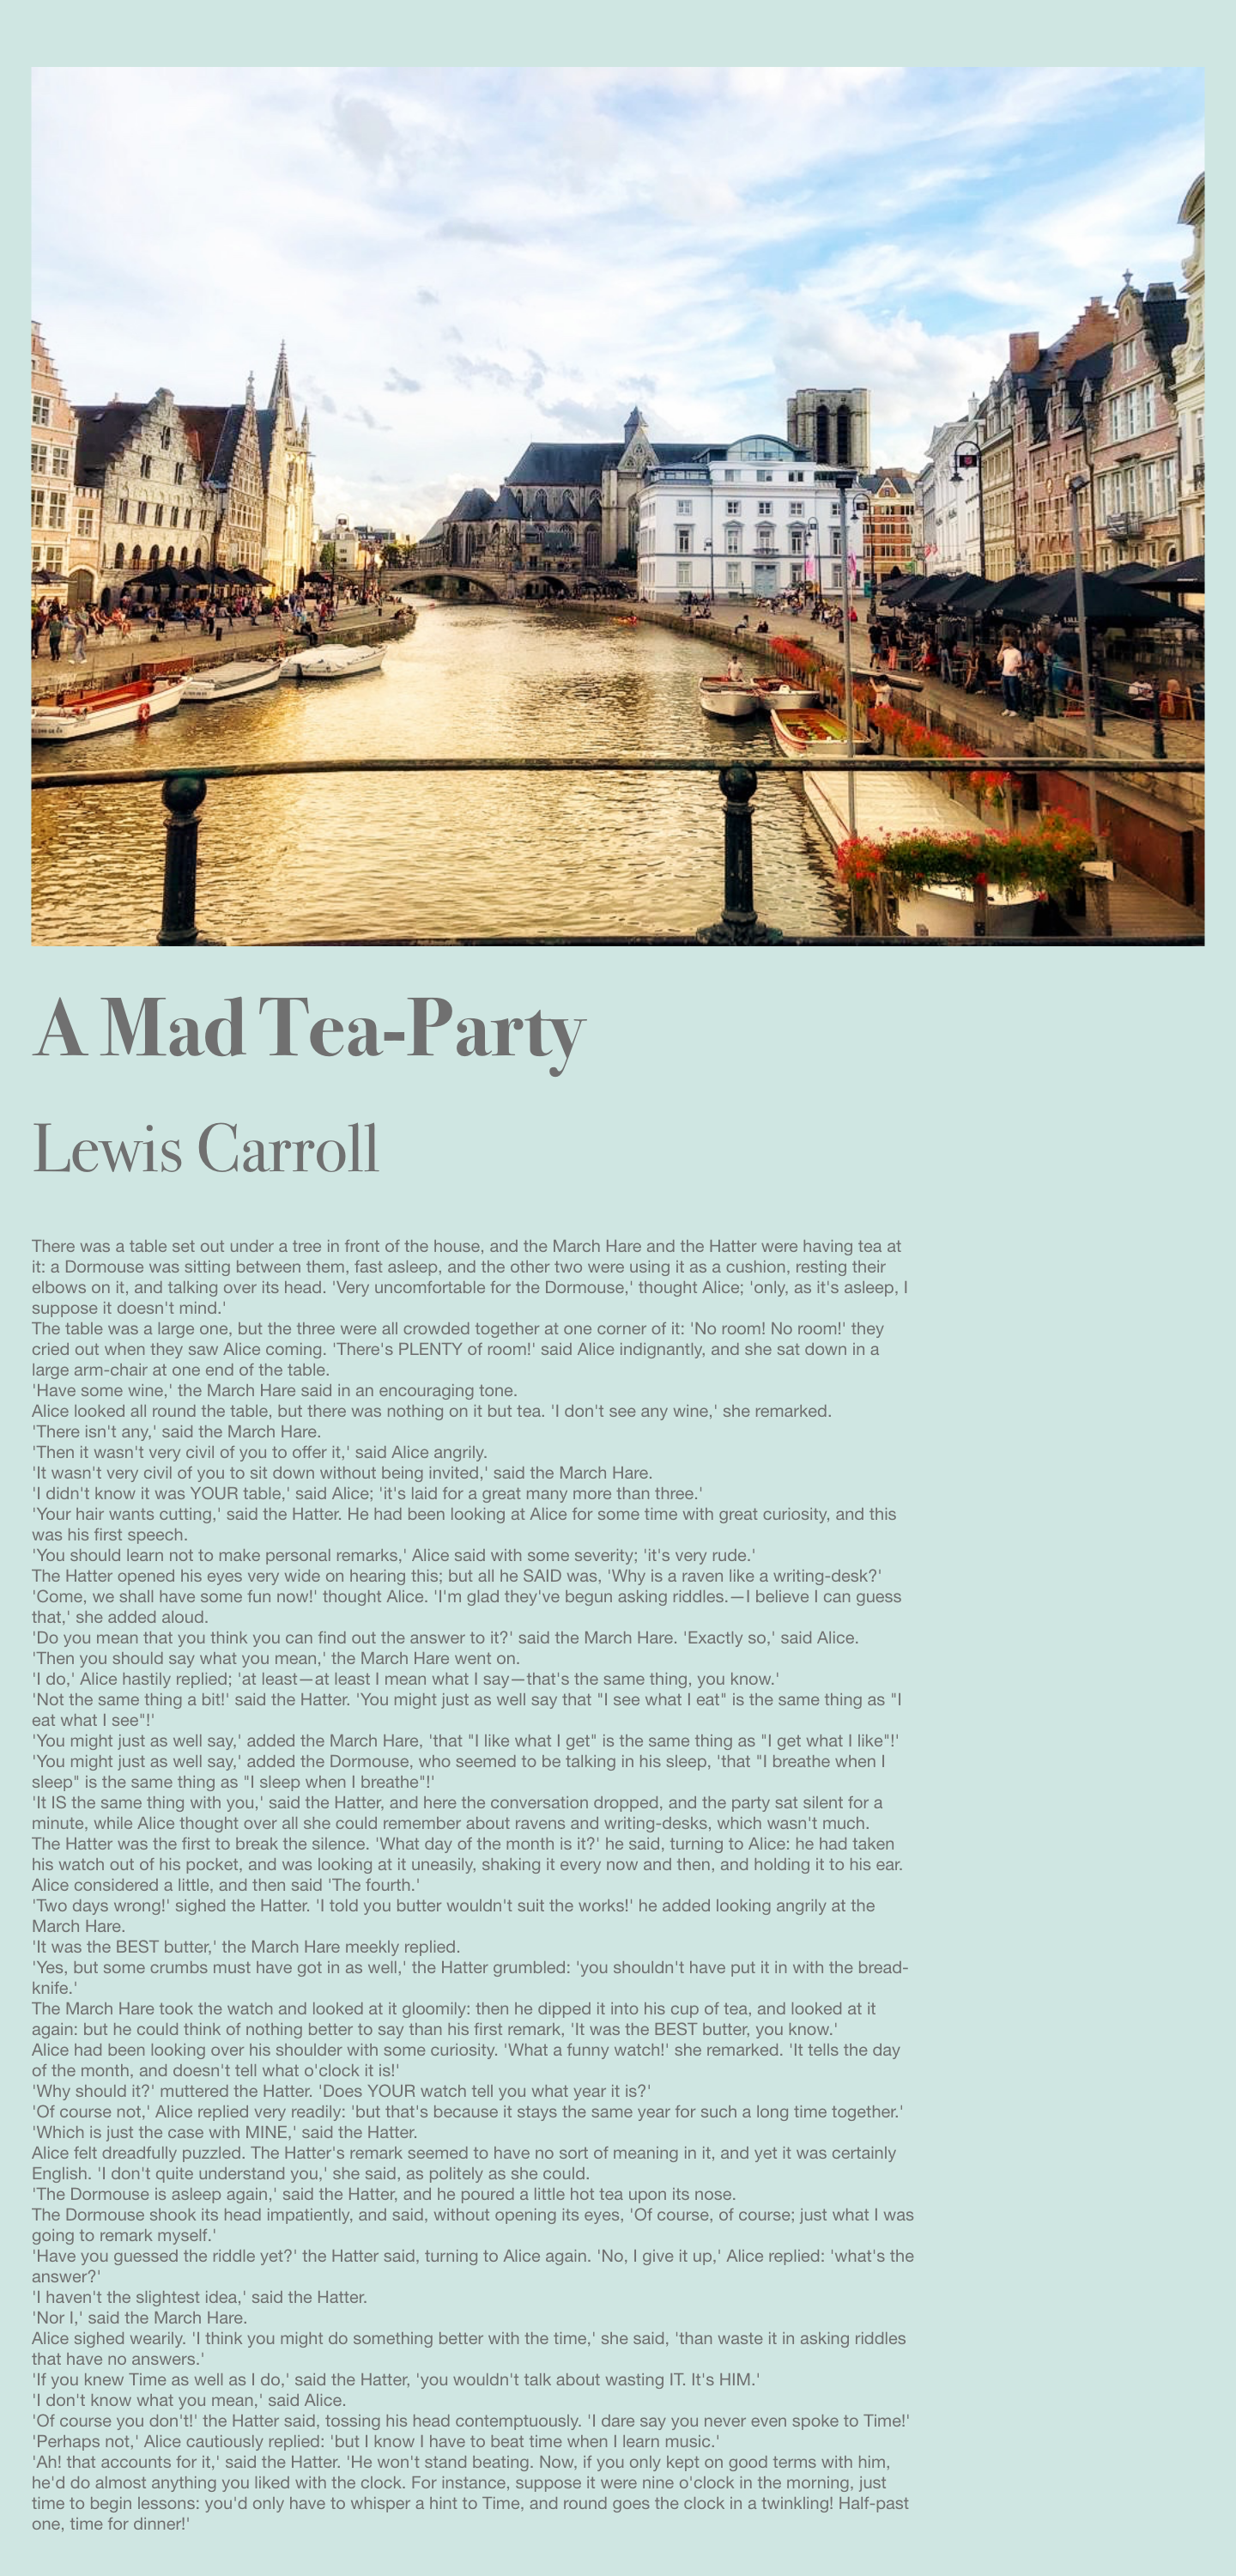 A Mad Tea-Party
Lewis Carroll
There was a table set out under a tree in front of the house, and the March Hare and the Hatter were having tea at
it: a Dormouse was sitting between them, fast asleep, and the other two were using it as a cushion, resting their
elbows on it, and talking over its head. 'Very uncomfortable for the Dormouse,' thought Alice; 'only, as it's asleep, I
suppose it doesn't mind.'
The table was a large one, but the three were all crowded together at one corner of it: 'No room! No room!' they
cried out when they saw Alice coming. 'There's PLENTY of room!' said Alice indignantly, and she sat down in a
large arm-chair at one end of the table.
'Have some wine,' the March Hare said in an encouraging tone.
Alice looked all round the table, but there was nothing on it but tea. 'I don't see any wine,' she remarked.
'There isn't any,' said the March Hare.
'Then it wasn't very civil of you to offer it,' said Alice angrily.
'It wasn't very civil of you to sit down without being invited,' said the March Hare.
'I didn't know it was YOUR table,' said Alice; 'it's laid for a great many more than three.'
'Your hair wants cutting,' said the Hatter. He had been looking at Alice for some time with great curiosity, and this
was his first speech.
'You should learn not to make personal remarks,' Alice said with some severity; 'it's very rude.'
The Hatter opened his eyes very wide on hearing this; but all he SAID was, 'Why is a raven like a writing-desk?'
'Come, we shall have some fun now!' thought Alice. 'I'm glad they've begun asking riddles.—I believe I can guess
that,' she added aloud.
'Do you mean that you think you can find out the answer to it?' said the March Hare. 'Exactly so,' said Alice.
'Then you should say what you mean,' the March Hare went on.
'I do,' Alice hastily replied; 'at least—at least I mean what I say—that's the same thing, you know.'
'Not the same thing a bit!' said the Hatter. 'You might just as well say that "I see what I eat" is the same thing as "I
eat what I see"!'
'You might just as well say,' added the March Hare, 'that "I like what I get" is the same thing as "I get what I like"!'
'You might just as well say,' added the Dormouse, who seemed to be talking in his sleep, 'that "I breathe when I
sleep" is the same thing as "I sleep when I breathe"!'
'It IS the same thing with you,' said the Hatter, and here the conversation dropped, and the party sat silent for a
minute, while Alice thought over all she could remember about ravens and writing-desks, which wasn't much.
The Hatter was the first to break the silence. 'What day of the month is it?' he said, turning to Alice: he had taken
his watch out of his pocket, and was looking at it uneasily, shaking it every now and then, and holding it to his ear.
Alice considered a little, and then said 'The fourth.'
'Two days wrong!' sighed the Hatter. 'I told you butter wouldn't suit the works!' he added looking angrily at the
March Hare.
'It was the BEST butter,' the March Hare meekly replied.
'Yes, but some crumbs must have got in as well,' the Hatter grumbled: 'you shouldn't have put it in with the bread-
knife.'
The March Hare took the watch and looked at it gloomily: then he dipped it into his cup of tea, and looked at it
again: but he could think of nothing better to say than his first remark, 'It was the BEST butter, you know.'
Alice had been looking over his shoulder with some curiosity. 'What a funny watch!' she remarked. 'It tells the day
of the month, and doesn't tell what o'clock it is!'
'Why should it?' muttered the Hatter. 'Does YOUR watch tell you what year it is?'
'Of course not,' Alice replied very readily: 'but that's because it stays the same year for such a long time together.'
'Which is just the case with MINE,' said the Hatter.
Alice felt dreadfully puzzled. The Hatter's remark seemed to have no sort of meaning in it, and yet it was certainly
English. 'I don't quite understand you,' she said, as politely as she could.
'The Dormouse is asleep again,' said the Hatter, and he poured a little hot tea upon its nose.
The Dormouse shook its head impatiently, and said, without opening its eyes, 'Of course, of course; just what I was
going to remark myself.'
'Have you guessed the riddle yet?' the Hatter said, turning to Alice again. 'No, I give it up,' Alice replied: 'what's the
answer?'
'I haven't the slightest idea,' said the Hatter.
'Nor I,' said the March Hare.
Alice sighed wearily. 'I think you might do something better with the time,' she said, 'than waste it in asking riddles
that have no answers.'
'If you knew Time as well as I do,' said the Hatter, 'you wouldn't talk about wasting IT. It's HIM.'
'I don't know what you mean,' said Alice.
'Of course you don't!' the Hatter said, tossing his head contemptuously. 'I dare say you never even spoke to Time!'
'Perhaps not,' Alice cautiously replied: 'but I know I have to beat time when I learn music.'
'Ah! that accounts for it,' said the Hatter. 'He won't stand beating. Now, if you only kept on good terms with him,
he'd do almost anything you liked with the clock. For instance, suppose it were nine o'clock in the morning, just
time to begin lessons: you'd only have to whisper a hint to Time, and round goes the clock in a twinkling! Half-past
one, time for dinner!'